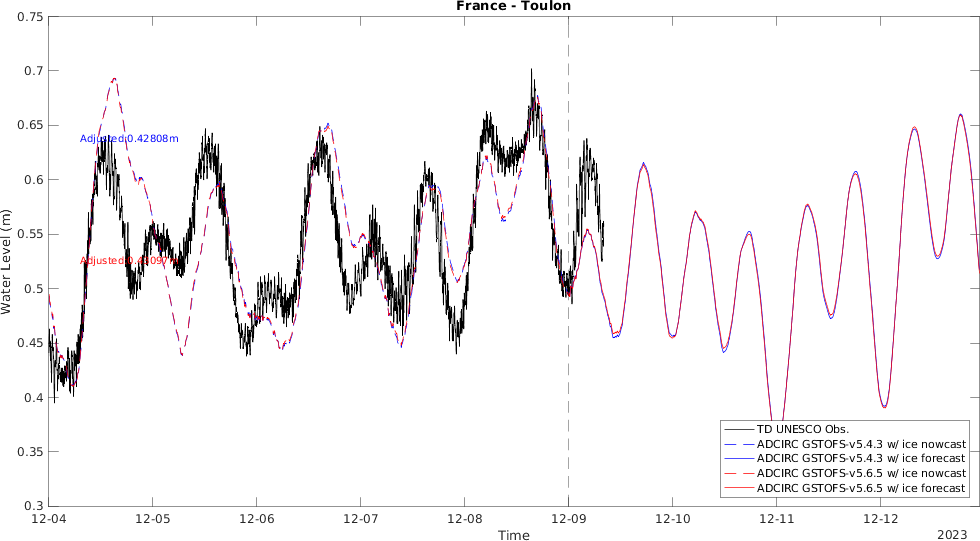 France - Toulon
0.75
0.7
0.65
0.6
0.55
0.5
0.45
0.4
0.35
0.3
Water Level (m)
Adjusted 0.42808m
Adjusted
12-04
12-05
12-06
12-07
12-08
12-09
12-10
12-11
12-12
Time
2023
TD UNESCO Obs.
ADCIRC GSTOFS-v5.4.3 w/ ice nowcast
ADCIRC GSTOFS-v5.4.3 w/ ice forecast
ADCIRC GSTOFS-v5.6.5 w/ ice nowcast
ADCIRC GSTOFS-v5.6.5 w/ ice forecast